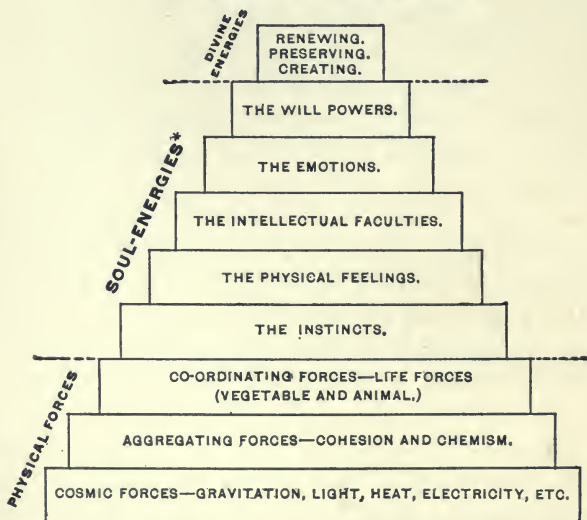 DIVINE
ENERGIES
RENEWING.
PRESERVING.
CREATING.
SOUL-ENERGIES*
THE WILL POWERS.
THE EMOTIONS.
THE INTELLECTUAL FACULTIES.
THE PHYSICAL FEELINGS.
THE INSTINCTS.
PHYSICAL FORCES
CO-ORDINATING FORCES—LIFE FORCES
(VEGETABLE AND ANIMAL.)
AGGREGATING FORCES—COHESION AND CHEMISM.
COSMIC FORCES—GRAVITATION, LIGHT, HEAT, ELECTRICITY, ETC.